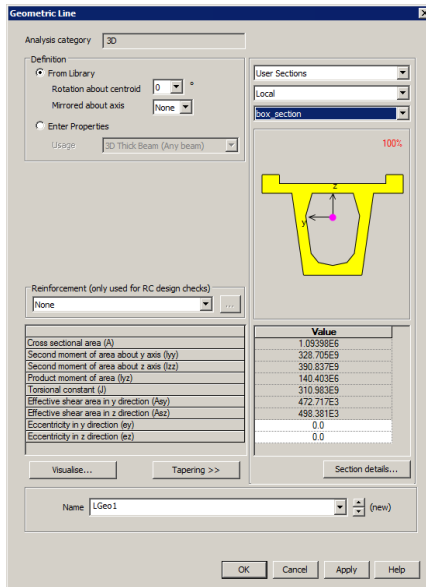 Geometric Line
Analysis category 3D
Definition
From Library
Rotation about centroid 0 °
Mirrored about axis None
Enter Properties
Usage 3D Thick Beam (Any beam)
User Sections
Local
box_section
100%
z
y
Reinforcement (only used for RC design checks)
None ...
Value
Cross sectional area (A) 1.09398E6
Second moment of area about y axis (Iyy) 328.705E9
Second moment of area about z axis (Izz) 390.837E9
Product moment of area (Iyz) 140.403E6
Torsional constant (J) 310.983E9
Effective shear area in y direction (Asy) 472.717E3
Effective shear area in z direction (Asz) 498.381E3
Eccentricity in y direction (ey) 0.0
Eccentricity in z direction (ez) 0.0
Visualise... Tapering >> Section details...
Name LGeo1 (new)
OK Cancel Apply Help